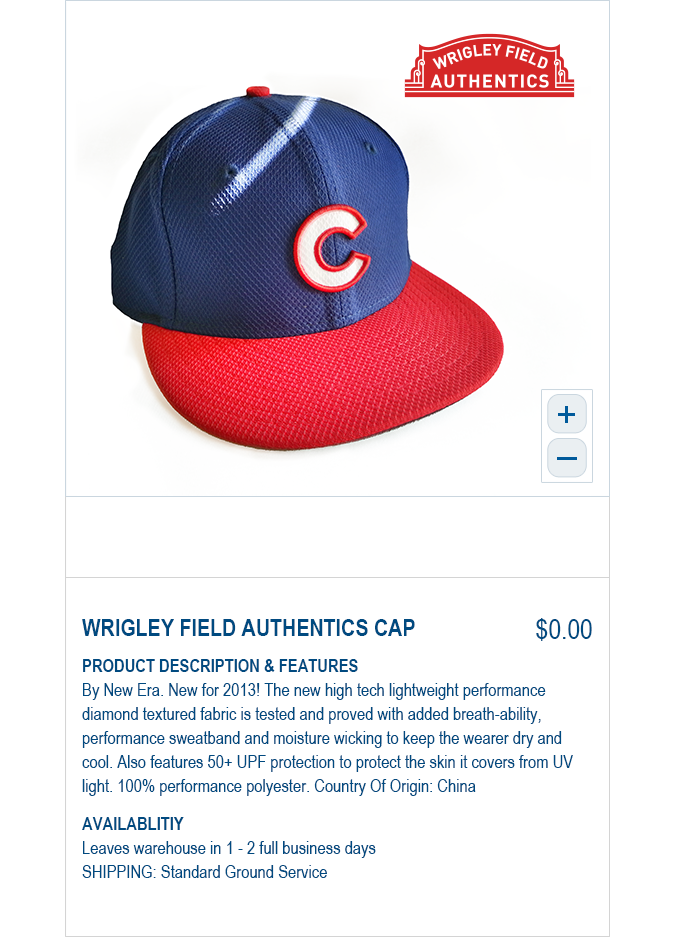 WRIGLEY FIELD
AUTHENTICS
C
WRIGLEY FIELD AUTHENTICS CAP
$0.00
PRODUCT DESCRIPTION & FEATURES
By New Era. New for 2013! The new high tech lightweight performance
diamond textured fabric is tested and proved with added breath-ability,
performance sweatband and moisture wicking to keep the wearer dry and
cool. Also features 50+ UPF protection to protect the skin it covers from UV
light. 100% performance polyester. Country Of Origin: China
AVAILABLITIY
Leaves warehouse in 1 - 2 full business days
SHIPPING: Standard Ground Service